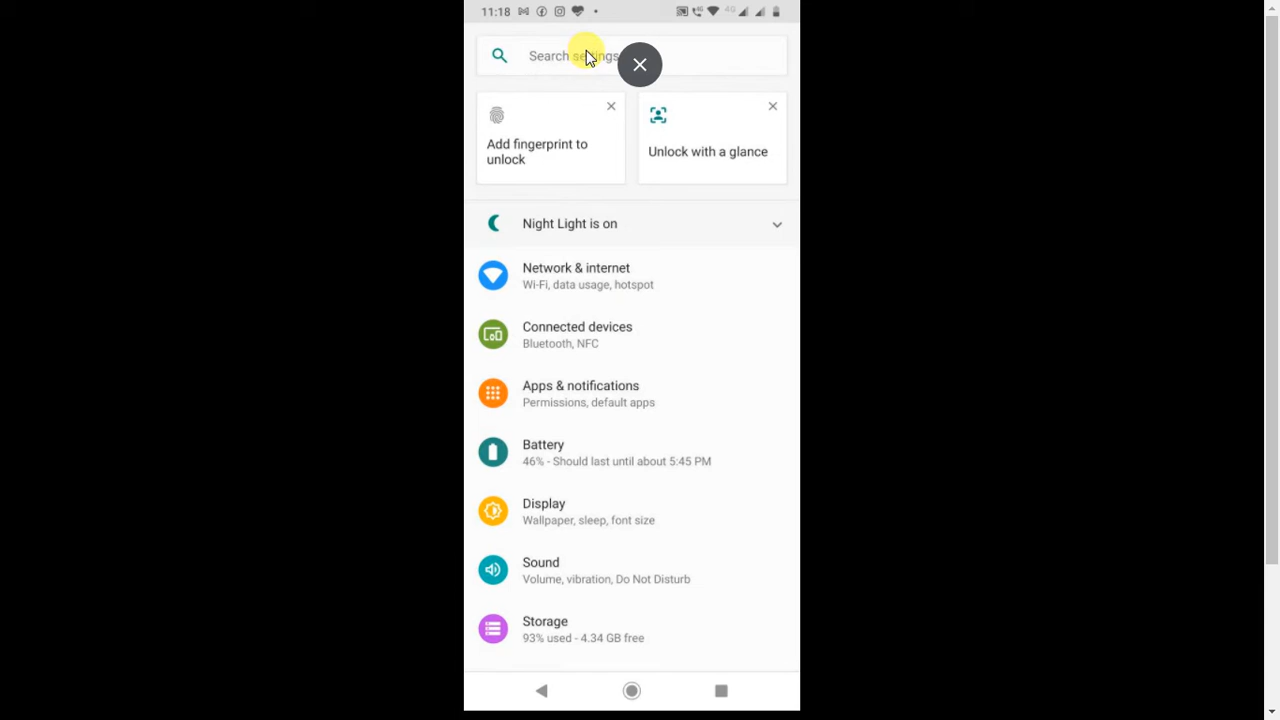 11:18
4G
Search settings
Add fingerprint to
unlock
Unlock with a glance
Night Light is on
Network & internet
Wi-Fi, data usage, hotspot
Connected devices
Bluetooth, NFC
Apps & notifications
Permissions, default apps
Battery
46% - Should last until about 5:45 PM
Display
Wallpaper, sleep, font size
Sound
Volume, vibration, Do Not Disturb
Storage
93% used - 4.34 GB free